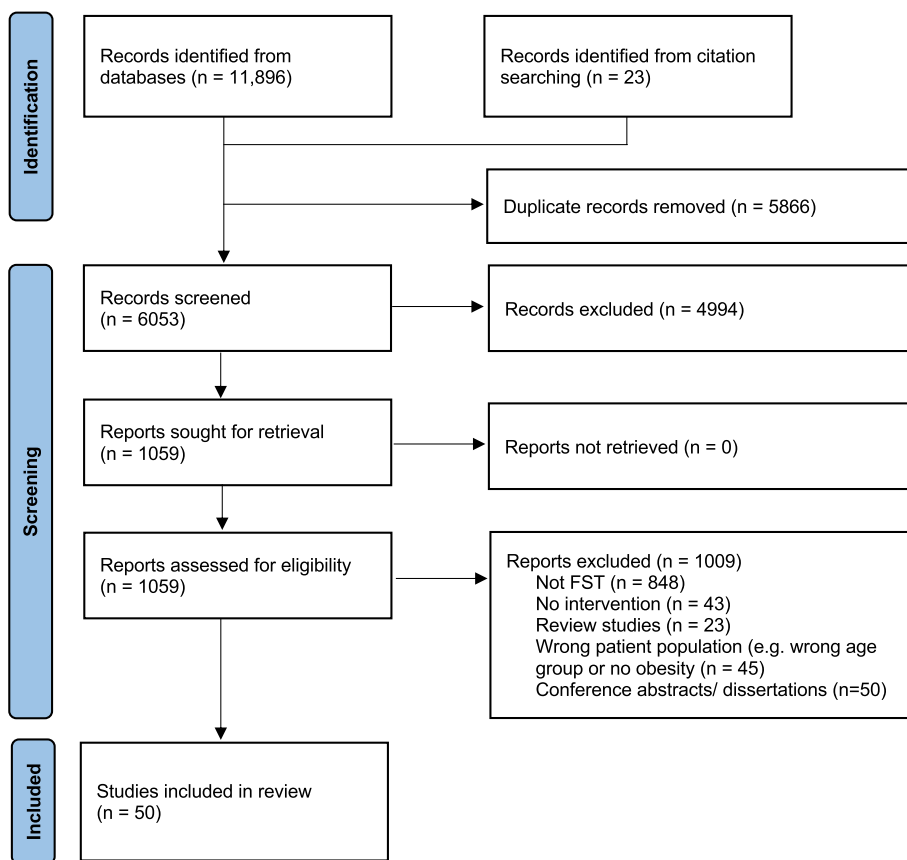 Identification
Records identified from
databases (n = 11,896)
Records identified from citation
searching (n = 23)
Duplicate records removed (n = 5866)
Screening
Records screened
(n = 6053)
Records excluded (n = 4994)
Reports sought for retrieval
(n = 1059)
Reports not retrieved (n = 0)
Reports assessed for eligibility
(n = 1059)
Reports excluded (n = 1009)
Not FST (n = 848)
No intervention (n = 43)
Review studies (n = 23)
Wrong patient population (e.g. wrong age
group or no obesity (n = 45)
Conference abstracts/ dissertations (n=50)
Included
Studies included in review
(n = 50)